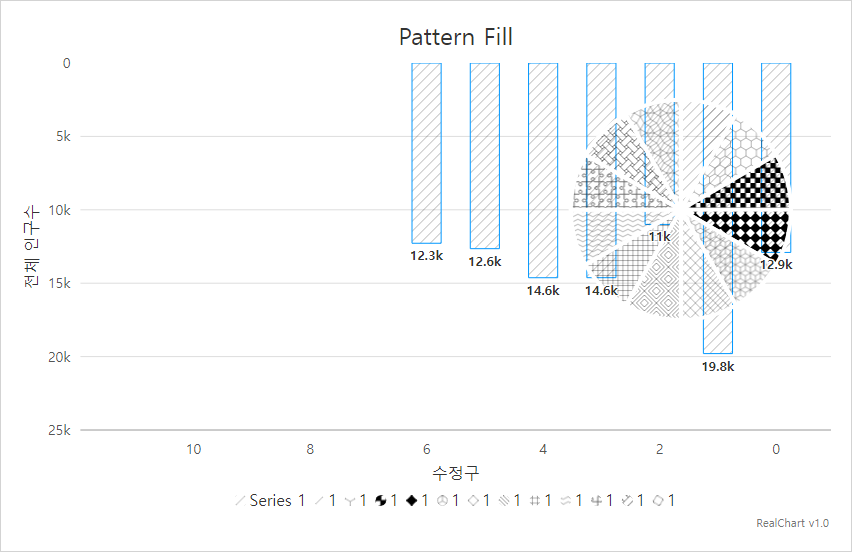 Pattern Fill
0
5k
10k
15k
20k
25k
전체 인구수
12.3k
12.6k
14.6k
14.6k
11k
19.8k
12.9k
10 8 6 4 2 0
수정구
Series 1 1 1 1 1 1 1 1 1 1 1 1 1
RealChart v1.0